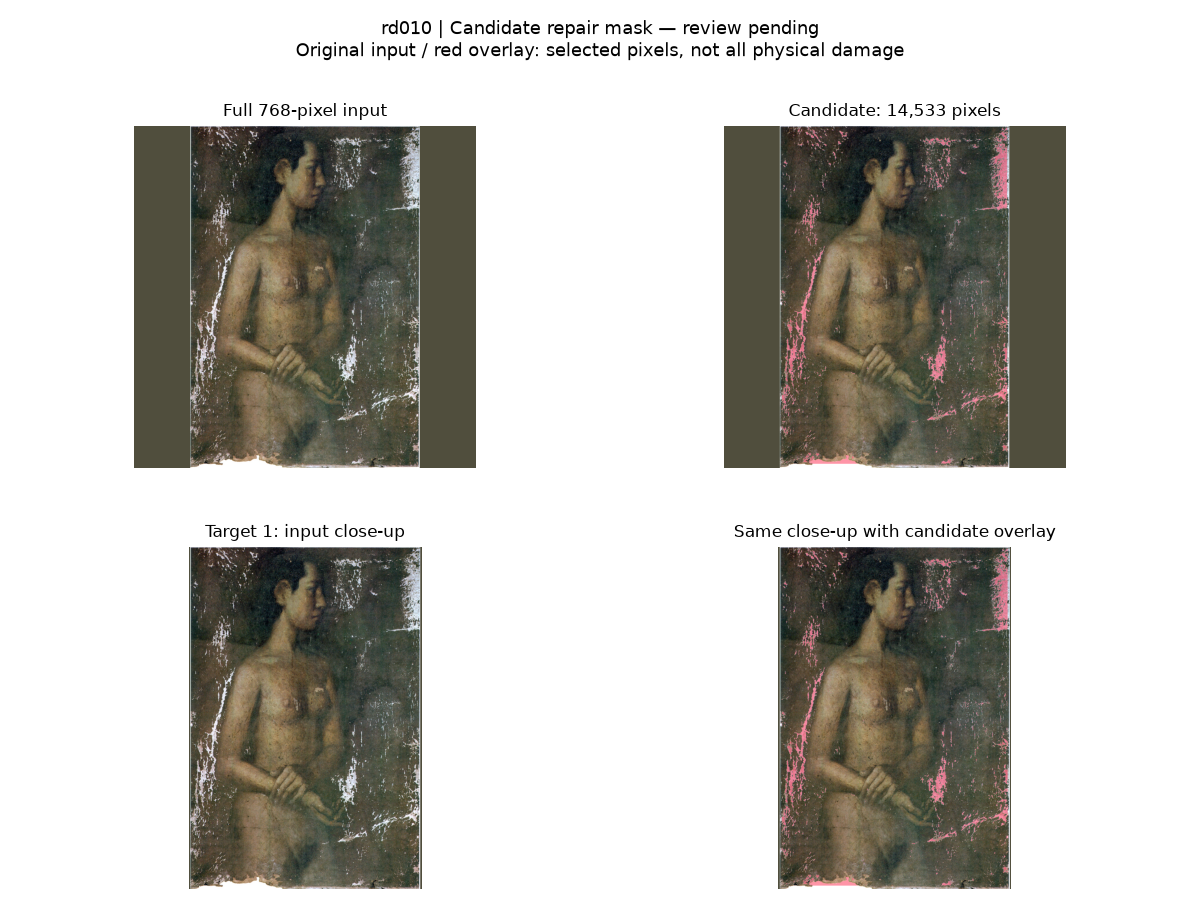 rd010 | Candidate repair mask — review pending
Original input / red overlay: selected pixels, not all physical damage
Full 768-pixel input
Candidate: 14,533 pixels
Target 1: input close-up
Same close-up with candidate overlay